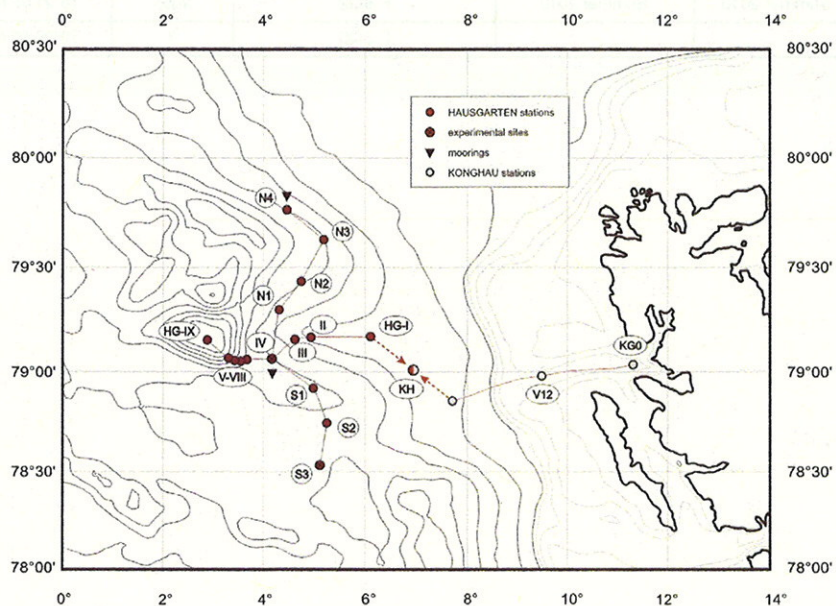 0° 2° 4° 6° 8° 10° 12° 14°
80°30' 80°30'
HAUSGARTEN stations
experimental sites
moorings
KONGHAU stations
80°00' 80°00'
N4
N3
79°30' 79°30'
N2
N1
II HG-I
HG-IX IV
III KG0
79°00' 79°00'
V-VIII KH
S1 V12
S2
S3
78°30' 78°30'
78°00' 78°00'
0° 2° 4° 6° 8° 10° 12° 14°